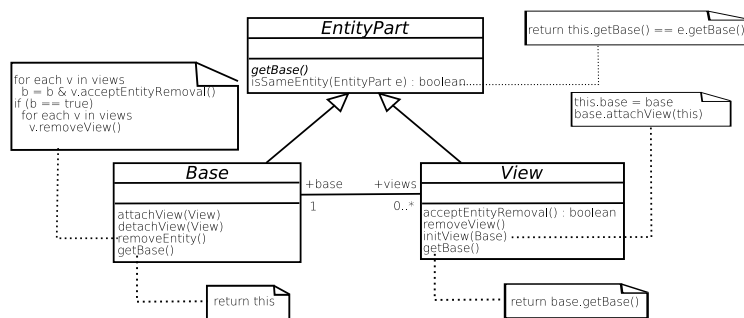 EntityPart
getBase()
isSameEntity(EntityPart e) : boolean
return this.getBase() == e.getBase()
for each v in views
b = b & v.acceptEntityRemoval()
if (b == true)
for each v in views
v.removeView()
this.base = base
base.attachView(this)
Base
attachView(View)
detachView(View)
removeEntity()
getBase()
+base
+views
1
0..*
View
acceptEntityRemoval() : boolean
removeView()
initView(Base)
getBase()
return this
return base.getBase()